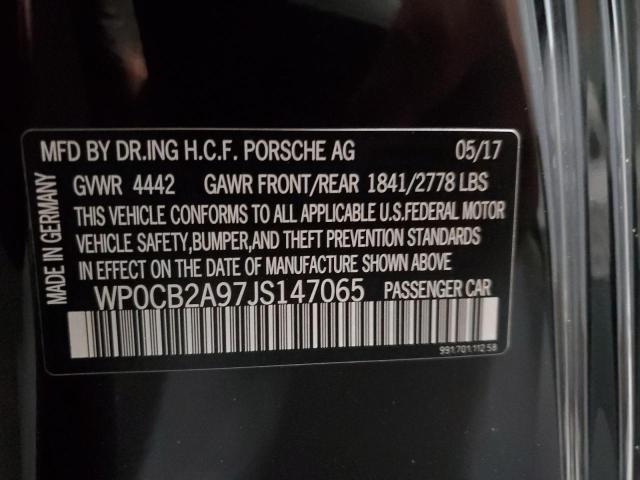 MFD BY DR.ING H.C.F. PORSCHE AG 05/17
GVWR 4442 GAWR FRONT/REAR 1841/2778 LBS
THIS VEHICLE CONFORMS TO ALL APPLICABLE U.S.FEDERAL MOTOR
VEHICLE SAFETY,BUMPER,AND THEFT PREVENTION STANDARDS
IN EFFECT ON THE DATE OF MANUFACTURE SHOWN ABOVE
WP0CB2A97JS147065 PASSENGER CAR
991.701.112.58
MADE IN GERMANY